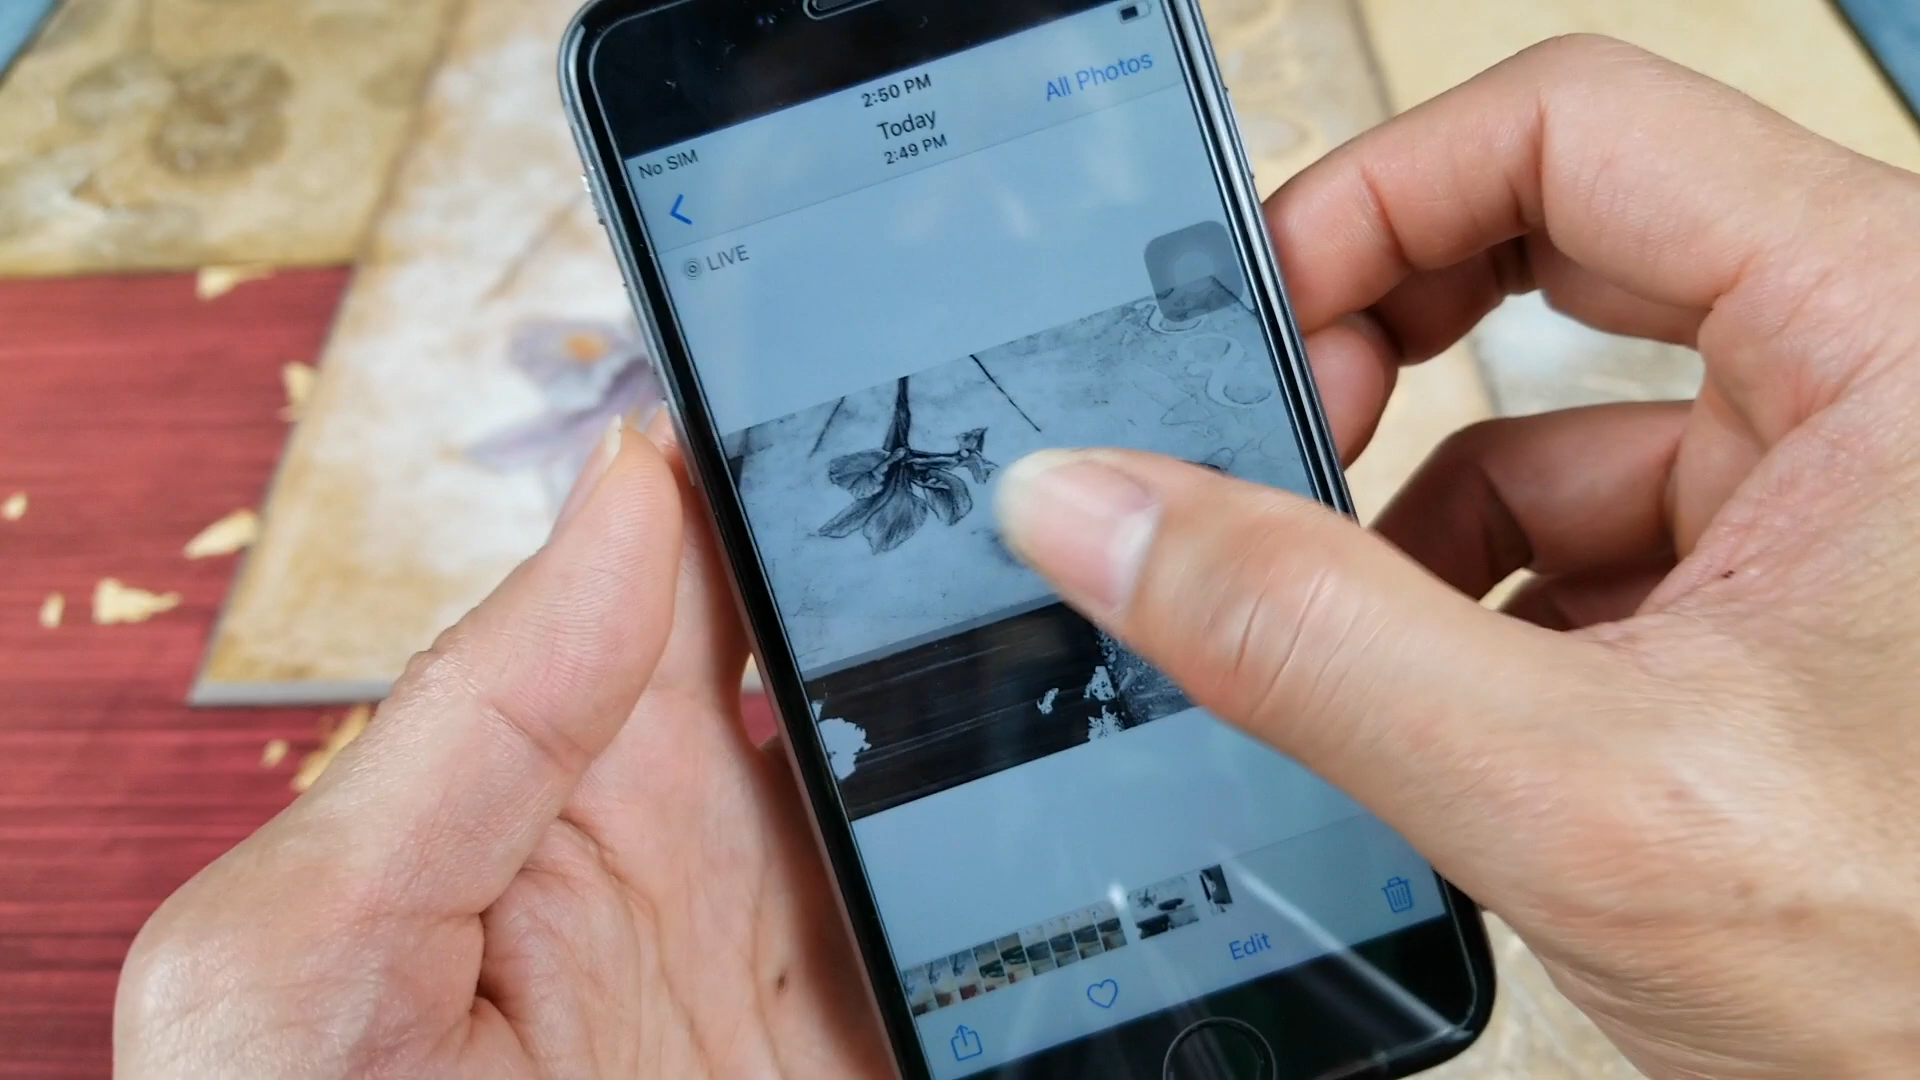 2:50 PM
No SIM
Today
2:49 PM
All Photos
LIVE
Edit